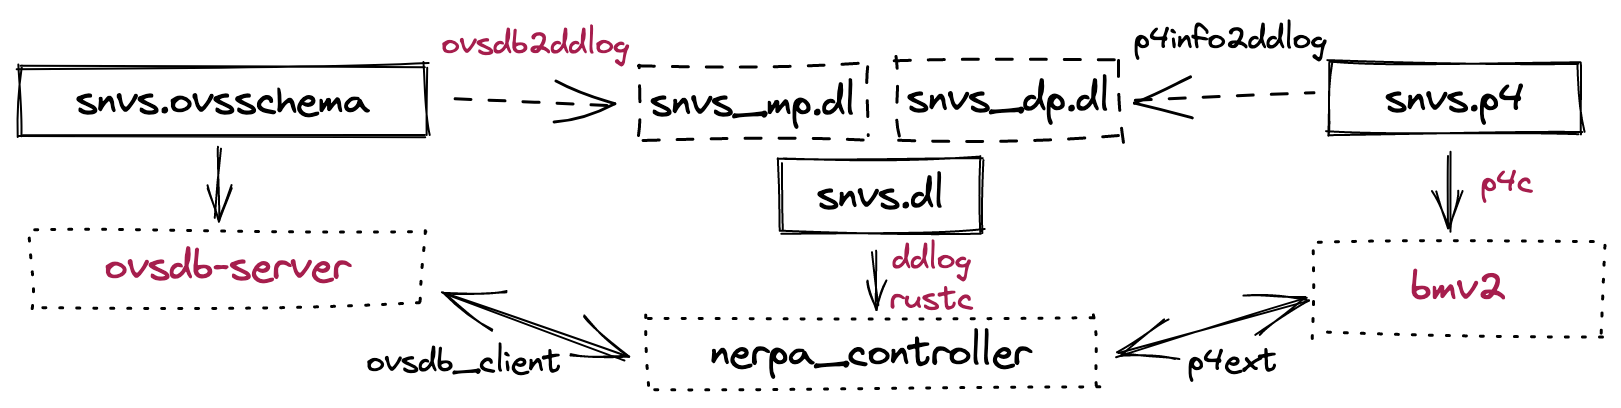 ovsdb2ddlog
p4info2ddlog
snvs.ovsschema
snvs_mp.dl
snvs_dp.dl
snvs.p4
snvs.dl
p4c
ovsdb-server
ddlog
rustc
bmv2
nerpa_controller
ovsdb_client
p4ext